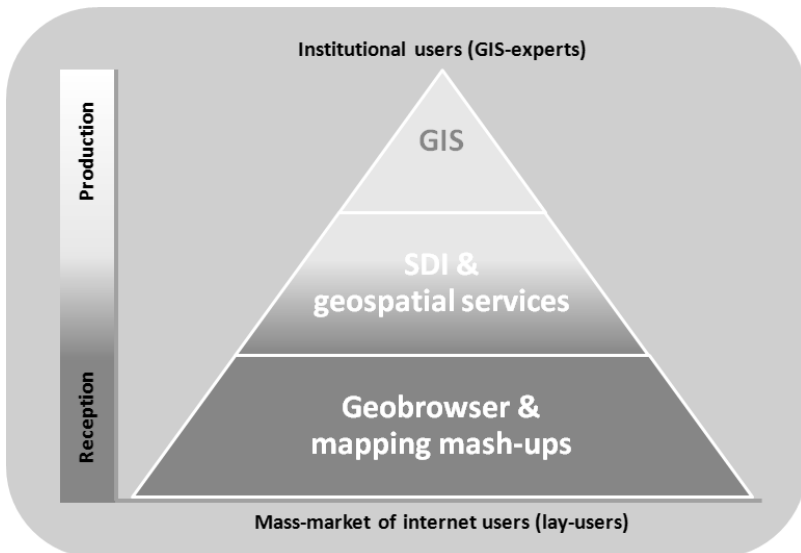 Institutional users (GIS-experts)
Production
GIS
SDI &
geospatial services
Reception
Geobrowser &
mapping mash-ups
Mass-market of internet users (lay-users)